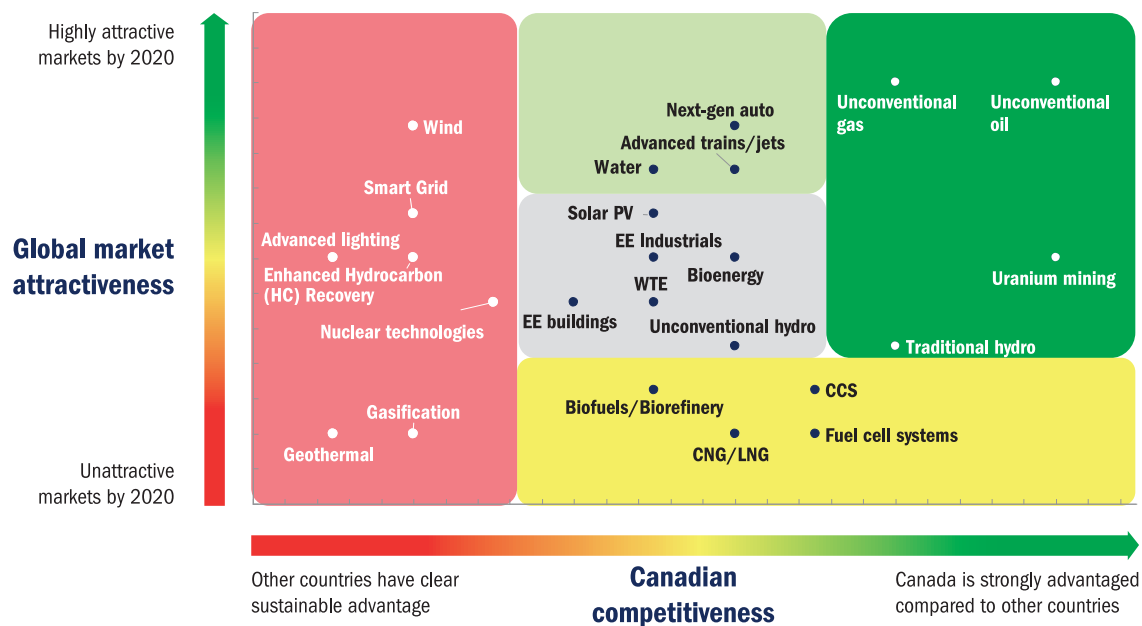 Highly attractive
markets by 2020
Global market
attractiveness
Unattractive
markets by 2020
Wind
Smart Grid
Advanced lighting
Enhanced Hydrocarbon
(HC) Recovery
Nuclear technologies
Gasification
Geothermal
Next-gen auto
Advanced trains/jets
Water
Solar PV
EE Industrials
Bioenergy
WTE
EE buildings
Unconventional hydro
Unconventional
gas
Unconventional
oil
Uranium mining
Traditional hydro
Biofuels/Biorefinery
CCS
CNG/LNG
Fuel cell systems
Other countries have clear
sustainable advantage
Canadian
competitiveness
Canada is strongly advantaged
compared to other countries